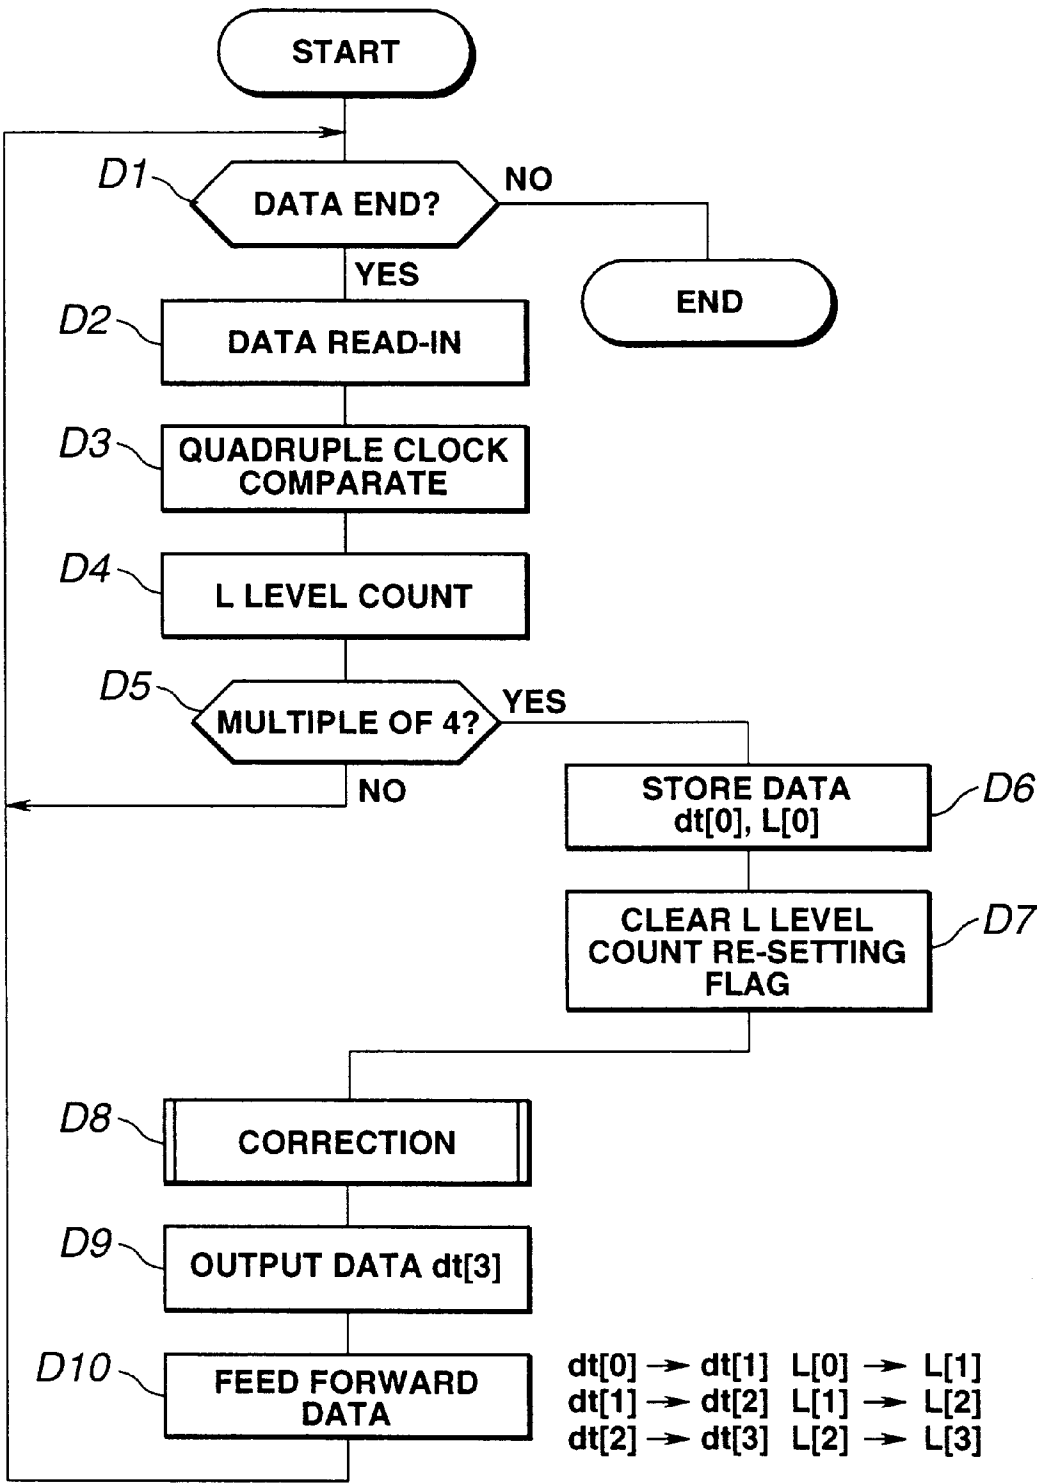 START
D1
DATA END?
NO
YES
END
D2
DATA READ-IN
D3
QUADRUPLE CLOCK
COMPARATE
D4
L LEVEL COUNT
D5
MULTIPLE OF 4?
YES
NO
STORE DATA
dt[0], L[0]
D6
CLEAR L LEVEL
COUNT RE-SETTING
FLAG
D7
D8
CORRECTION
D9
OUTPUT DATA dt[3]
D10
FEED FORWARD
DATA
dt[0] → dt[1] L[0] → L[1]
dt[1] → dt[2] L[1] → L[2]
dt[2] → dt[3] L[2] → L[3]